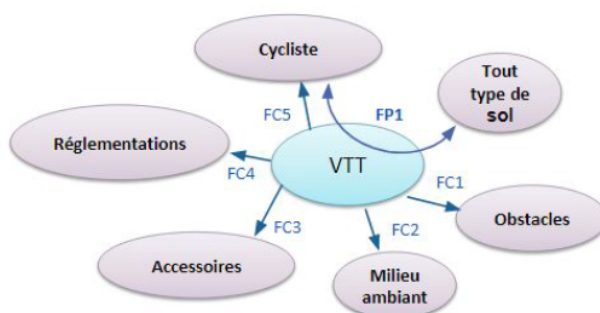 Cycliste
Tout
type de
sol
FC5
FP1
Réglementations
VTT
FC4
FC1
FC3
FC2
Obstacles
Accessoires
Milieu
ambiant